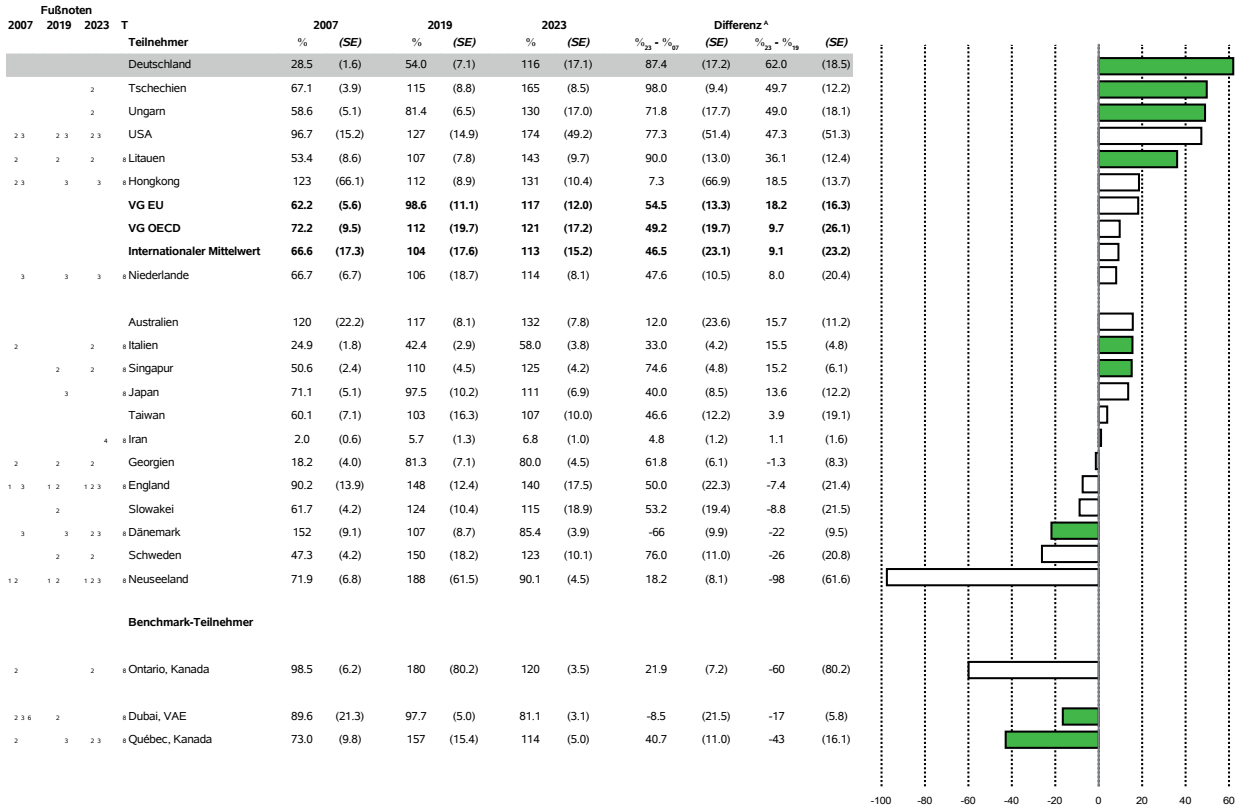 Fußnoten
2007 2019 2023 T 2007 2019 2023 Differenz A
Teilnehmer % (SE) % (SE) % (SE) %23 - %07 (SE) %23 - %19 (SE)
Deutschland 28.5 (1.6) 54.0 (7.1) 116 (17.1) 87.4 (17.2) 62.0 (18.5)
2 Tschechien 67.1 (3.9) 115 (8.8) 165 (8.5) 98.0 (9.4) 49.7 (12.2)
2 Ungarn 58.6 (5.1) 81.4 (6.5) 130 (17.0) 71.8 (17.7) 49.0 (18.1)
2 3 2 3 2 3 USA 96.7 (15.2) 127 (14.9) 174 (49.2) 77.3 (51.4) 47.3 (51.3)
2 2 2 8 Litauen 53.4 (8.6) 107 (7.8) 143 (9.7) 90.0 (13.0) 36.1 (12.4)
2 3 3 3 8 Hongkong 123 (66.1) 112 (8.9) 131 (10.4) 7.3 (66.9) 18.5 (13.7)
VG EU 62.2 (5.6) 98.6 (11.1) 117 (12.0) 54.5 (13.3) 18.2 (16.3)
VG OECD 72.2 (9.5) 112 (19.7) 121 (17.2) 49.2 (19.7) 9.7 (26.1)
Internationaler Mittelwert 66.6 (17.3) 104 (17.6) 113 (15.2) 46.5 (23.1) 9.1 (23.2)
3 3 3 8 Niederlande 66.7 (6.7) 106 (18.7) 114 (8.1) 47.6 (10.5) 8.0 (20.4)
Australien 120 (22.2) 117 (8.1) 132 (7.8) 12.0 (23.6) 15.7 (11.2)
2 2 8 Italien 24.9 (1.8) 42.4 (2.9) 58.0 (3.8) 33.0 (4.2) 15.5 (4.8)
2 2 8 Singapur 50.6 (2.4) 110 (4.5) 125 (4.2) 74.6 (4.8) 15.2 (6.1)
3 8 Japan 71.1 (5.1) 97.5 (10.2) 111 (6.9) 40.0 (8.5) 13.6 (12.2)
Taiwan 60.1 (7.1) 103 (16.3) 107 (10.0) 46.6 (12.2) 3.9 (19.1)
4 8 Iran 2.0 (0.6) 5.7 (1.3) 6.8 (1.0) 4.8 (1.2) 1.1 (1.6)
2 2 2 Georgien 18.2 (4.0) 81.3 (7.1) 80.0 (4.5) 61.8 (6.1) -1.3 (8.3)
1 3 1 2 1 2 3 8 England 90.2 (13.9) 148 (12.4) 140 (17.5) 50.0 (22.3) -7.4 (21.4)
2 Slowakei 61.7 (4.2) 124 (10.4) 115 (18.9) 53.2 (19.4) -8.8 (21.5)
3 3 2 3 8 Dänemark 152 (9.1) 107 (8.7) 85.4 (3.9) -66 (9.9) -22 (9.5)
2 2 Schweden 47.3 (4.2) 150 (18.2) 123 (10.1) 76.0 (11.0) -26 (20.8)
1 2 1 2 1 2 3 8 Neuseeland 71.9 (6.8) 188 (61.5) 90.1 (4.5) 18.2 (8.1) -98 (61.6)
Benchmark-Teilnehmer
2 2 8 Ontario, Kanada 98.5 (6.2) 180 (80.2) 120 (3.5) 21.9 (7.2) -60 (80.2)
2 3 6 2 8 Dubai, VAE 89.6 (21.3) 97.7 (5.0) 81.1 (3.1) -8.5 (21.5) -17 (5.8)
2 3 2 3 8 Québec, Kanada 73.0 (9.8) 157 (15.4) 114 (5.0) 40.7 (11.0) -43 (16.1)
-100 -80 -60 -40 -20 0 20 40 60